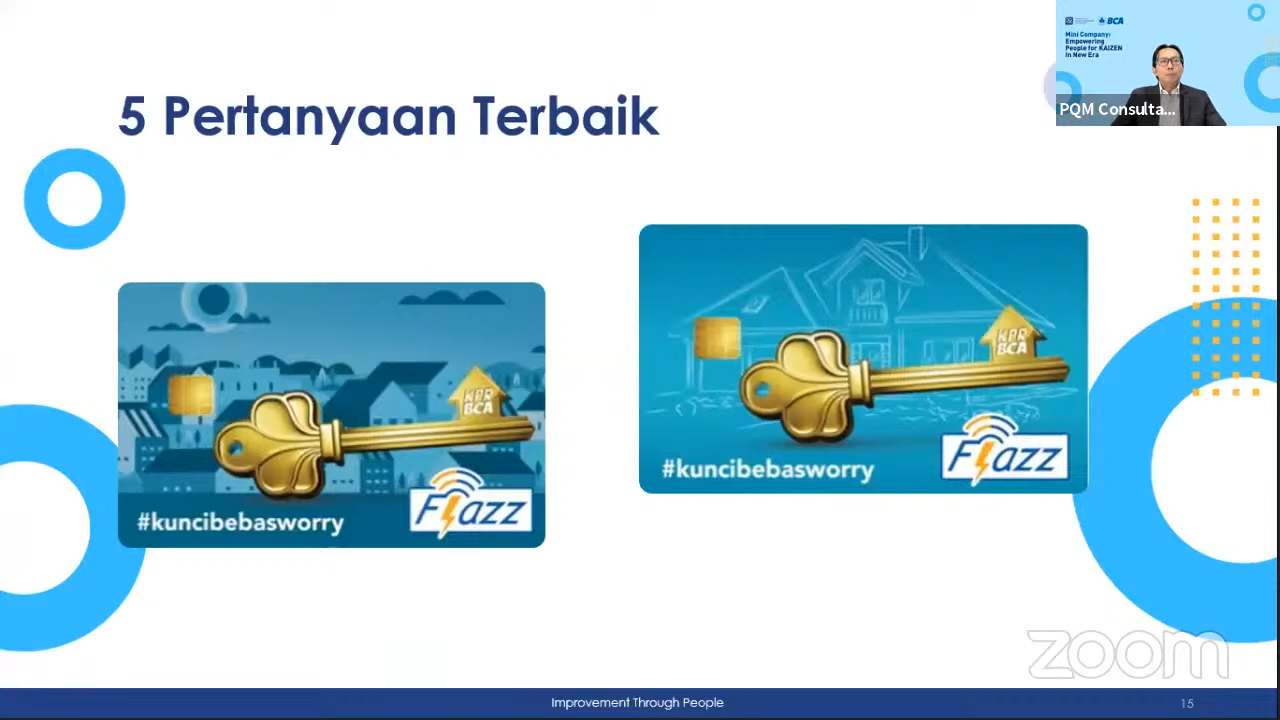 5 Pertanyaan Terbaik
BCA
Mini Company:
Empowering
People for KAIZEN
In New Era
PQM Consulta...
KPR
BCA
#kuncibebasworry
Flazz
KPR
BCA
#kuncibebasworry
Flazz
zoom
Improvement Through People
15